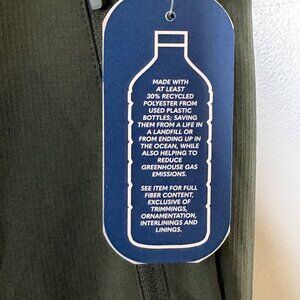 MADE WITH
AT LEAST
30% RECYCLED
POLYESTER FROM
USED PLASTIC
BOTTLES; SAVING
THEM FROM A LIFE IN
A LANDFILL OR
FROM ENDING UP IN
THE OCEAN, WHILE
ALSO HELPING TO
REDUCE
GREENHOUSE GAS
EMISSIONS.
SEE ITEM FOR FULL
FIBER CONTENT,
EXCLUSIVE OF
TRIMMINGS,
ORNAMENTATION,
INTERLININGS AND
LININGS.